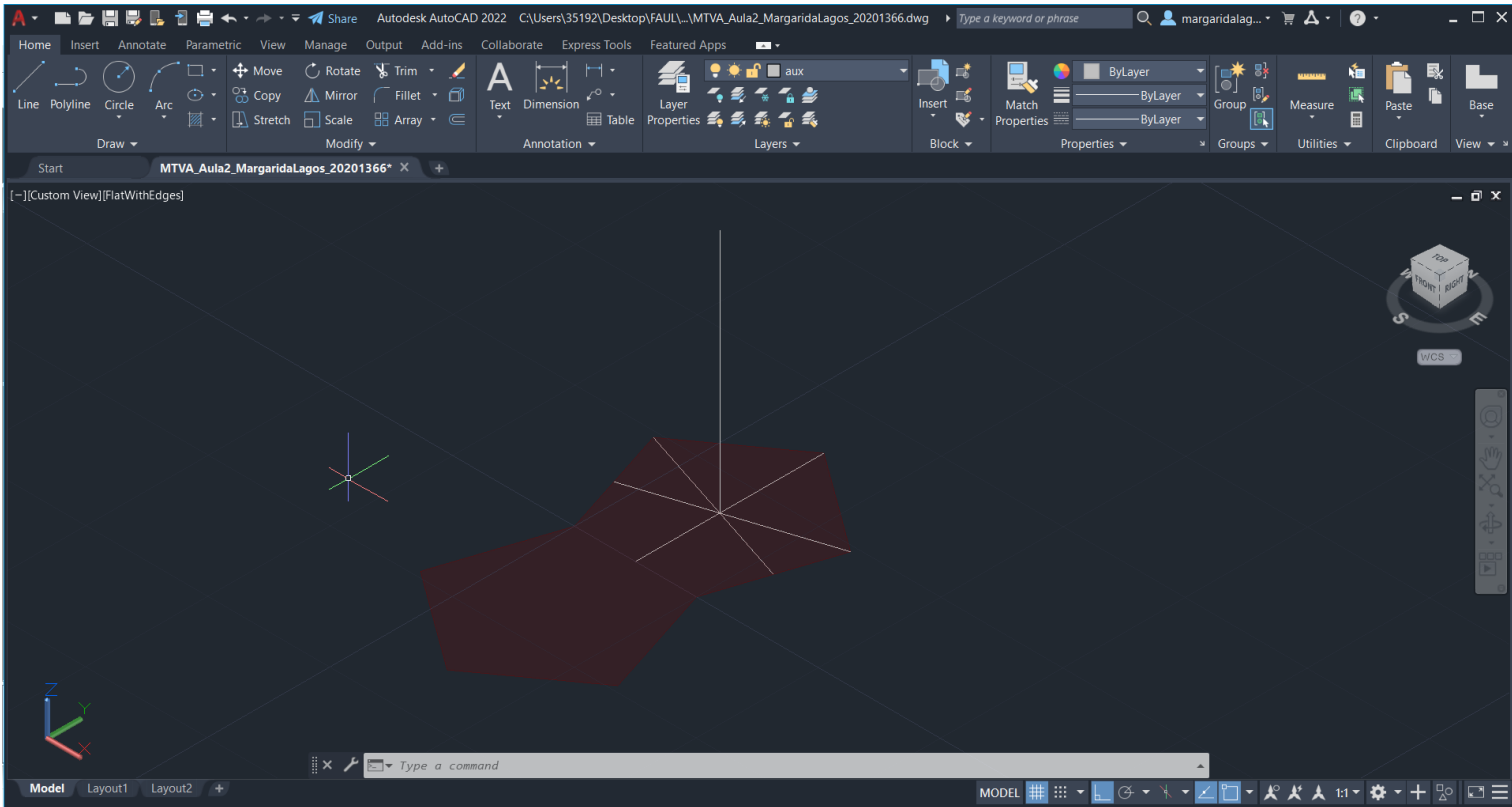 Share Autodesk AutoCAD 2022 C:\Users\35192\Desktop\FAUL\...\MTVA_Aula2_MargaridaLagos_20201366.dwg Type a keyword or phrase margaridalag...
Home Insert Annotate Parametric View Manage Output Add-ins Collaborate Express Tools Featured Apps
Line Polyline Circle Arc
Draw
Move Rotate Trim
Copy Mirror Fillet
Stretch Scale Array
Modify
Text Dimension Table
Annotation
Layer Properties
aux
Layers
Insert
Block
Match Properties
ByLayer
ByLayer
ByLayer
Properties
Group
Groups
Measure
Utilities
Paste
Clipboard
Base
View
Start MTVA_Aula2_MargaridaLagos_20201366*
[−][Custom View][FlatWithEdges]
TOP
W N
FRONT RIGHT
S E
WCS
Z
Y
X
Type a command
Model Layout1 Layout2
MODEL 1:1